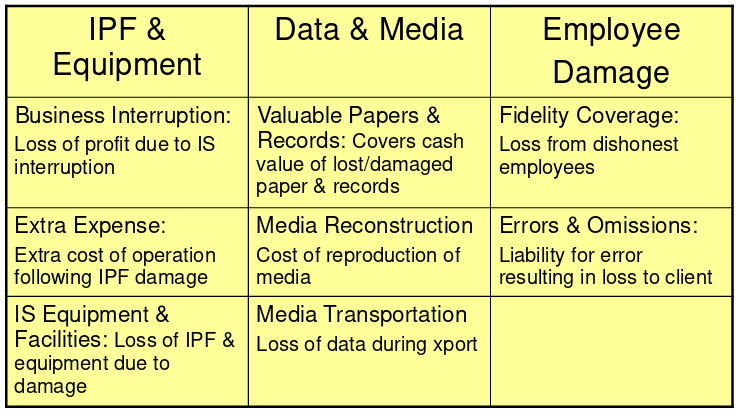 IPF &
Equipment
Data & Media
Employee
Damage
Business Interruption:
Loss of profit due to IS
interruption
Valuable Papers &
Records: Covers cash
value of lost/damaged
paper & records
Fidelity Coverage:
Loss from dishonest
employees
Extra Expense:
Extra cost of operation
following IPF damage
Media Reconstruction
Cost of reproduction of
media
Errors & Omissions:
Liability for error
resulting in loss to client
IS Equipment &
Facilities: Loss of IPF &
equipment due to
damage
Media Transportation
Loss of data during xport